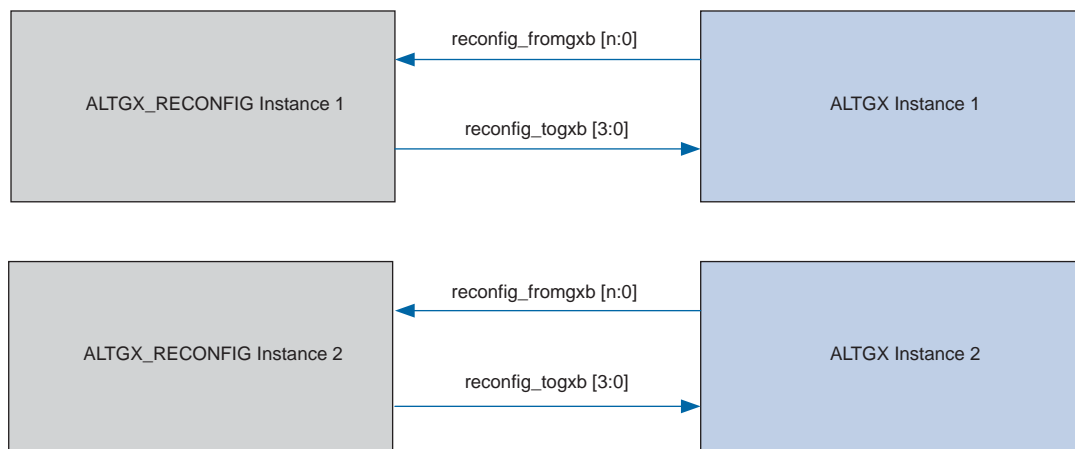 reconfig_fromgxb [n:0]
ALTGX_RECONFIG Instance 1
ALTGX Instance 1
reconfig_togxb [3:0]
reconfig_fromgxb [n:0]
ALTGX_RECONFIG Instance 2
ALTGX Instance 2
reconfig_togxb [3:0]